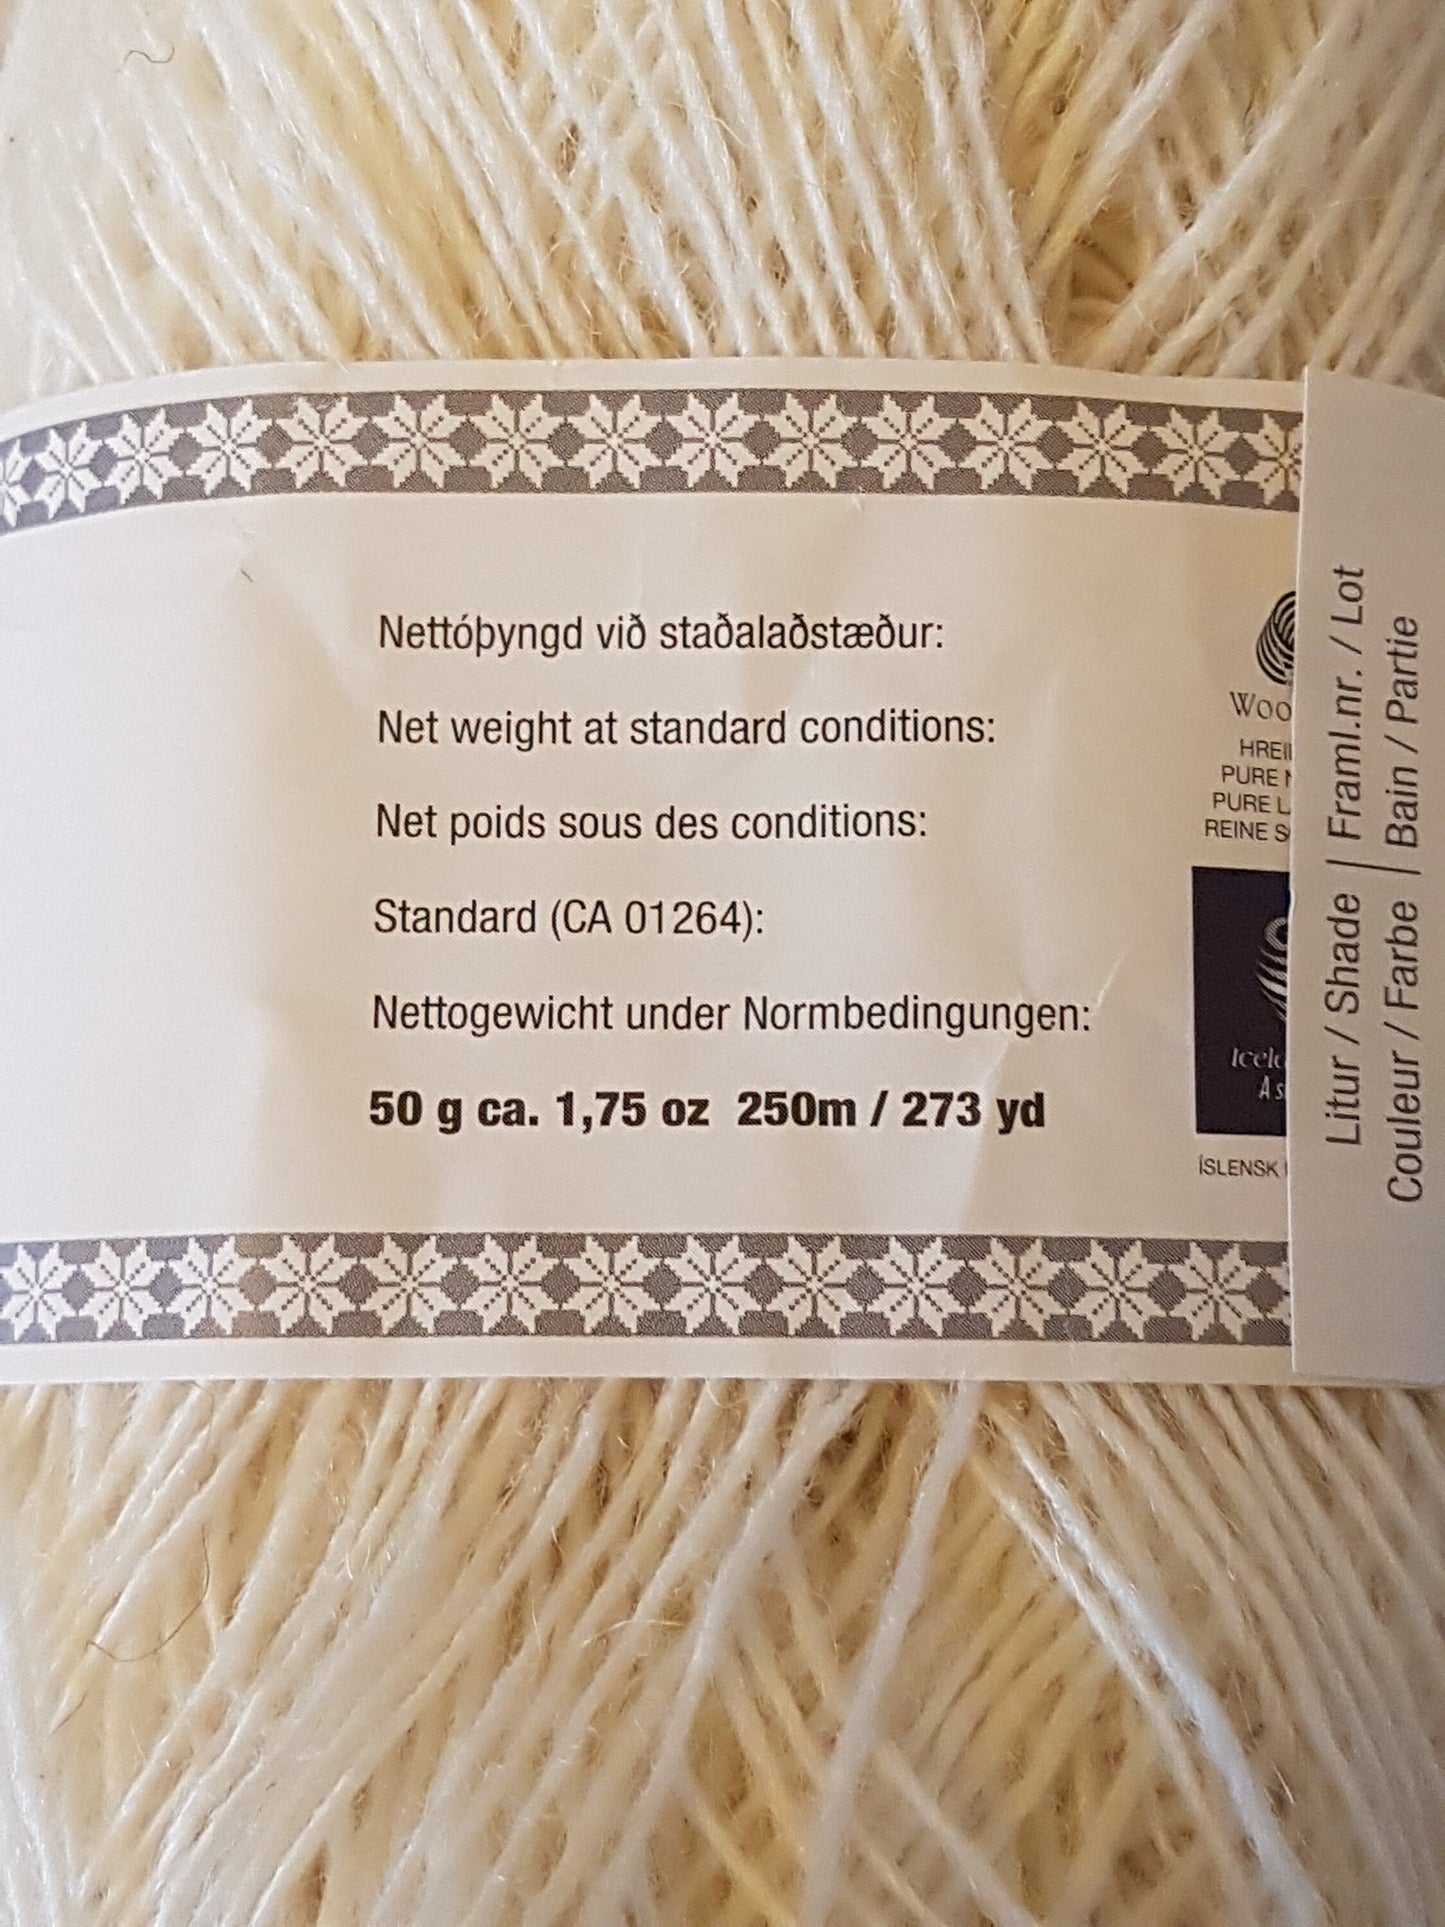 Nettóþyngd við staðalaðstæður:
Net weight at standard conditions:
Net poids sous des conditions:
Standard (CA 01264):
Nettogewicht under Normbedingungen:
50 g ca. 1,75 oz 250m / 273 yd
PURE
PURE
REINE
ÍSLENSK
Litur / Shade | Framl.nr. / Lot
Couleur / Farbe | Bain / Partie